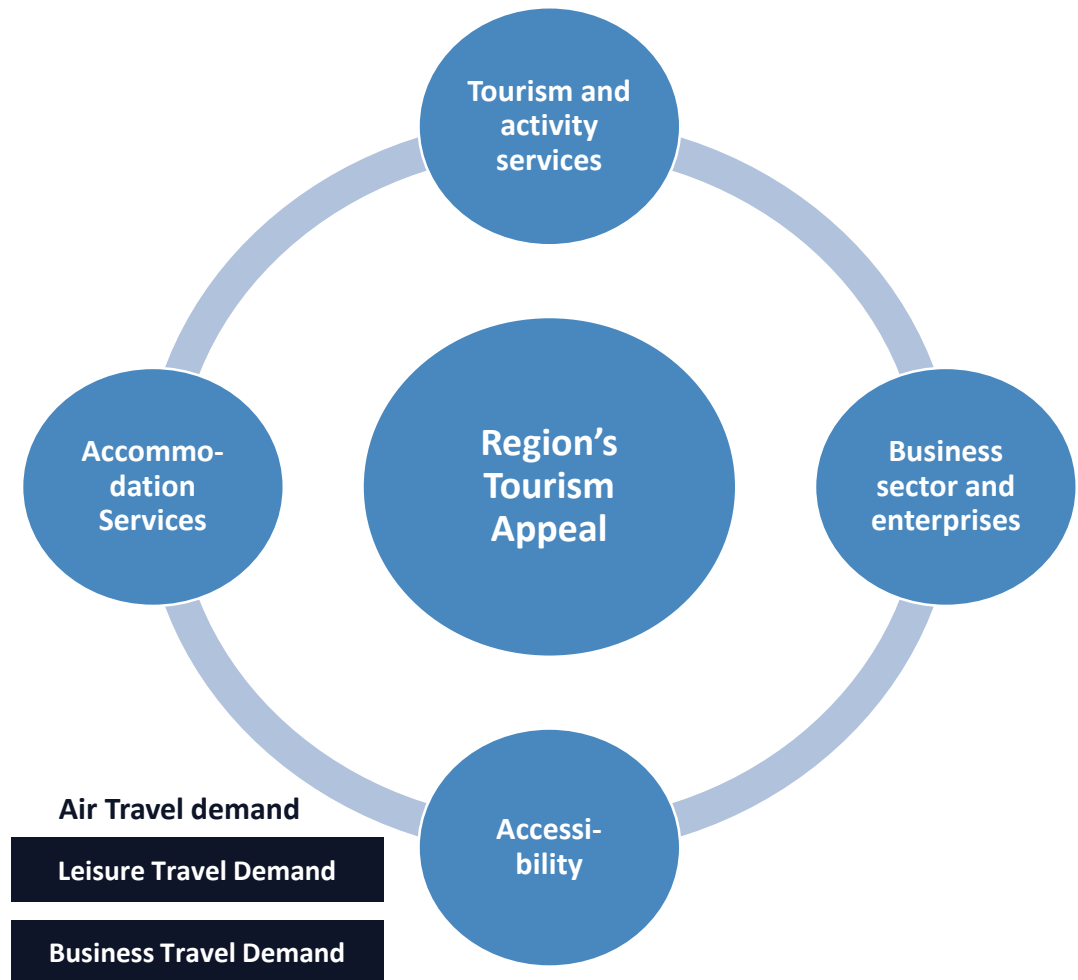 Tourism and
activity
services
Accommo-
dation
Services
Region's
Tourism
Appeal
Business
sector and
enterprises
Accessi-
bility
Air Travel demand
Leisure Travel Demand
Business Travel Demand